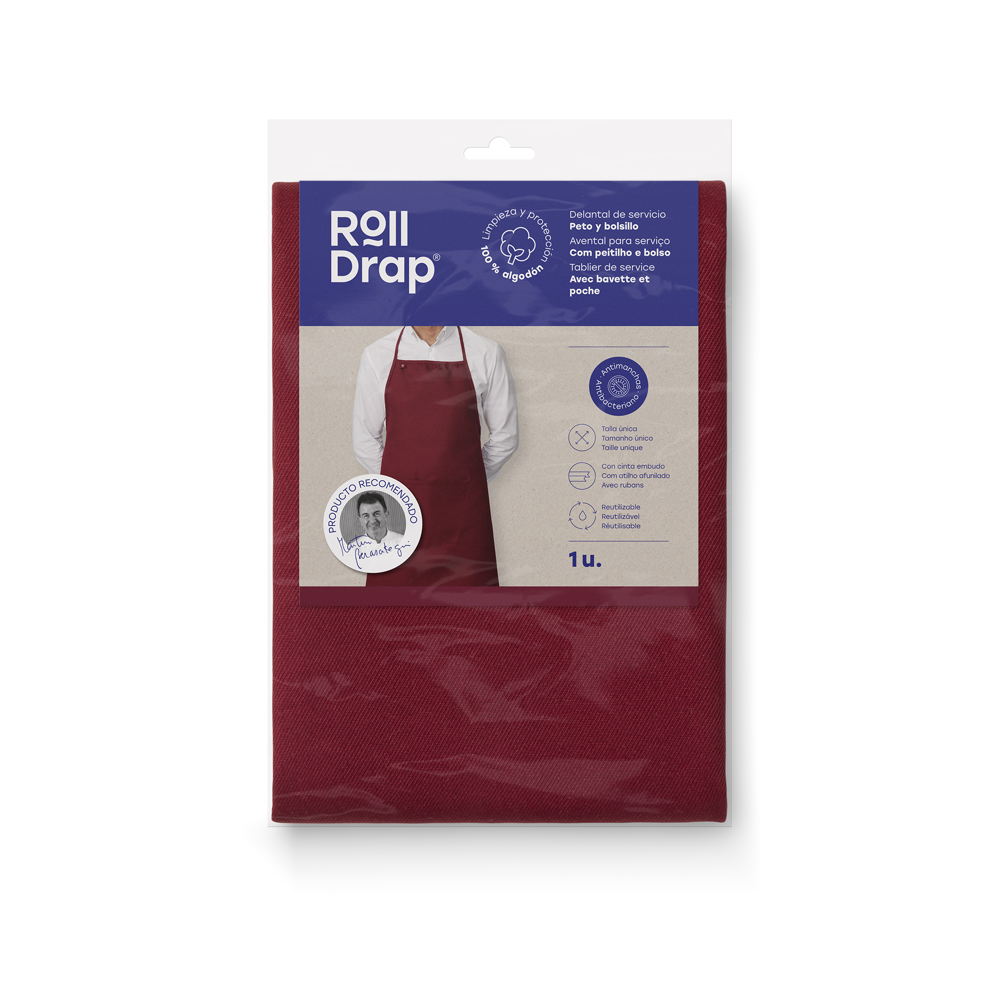 Roll
Drap®
Limpieza y protección
100% algodón
Delantal de servicio
Peto y bolsillo
Avental para serviço
Com peitilho e bolso
Tablier de service
Avec bavette et
poche
· Antimanchas ·
Antibacteriano
Talla única
Tamanho único
Taille unique
Con cinta embudo
Com atilho afunilado
Avec rubans
Reutilizable
Reutilizável
Réutilisable
1 u.
PRODUCTO RECOMENDADO
Martin
Berasategui